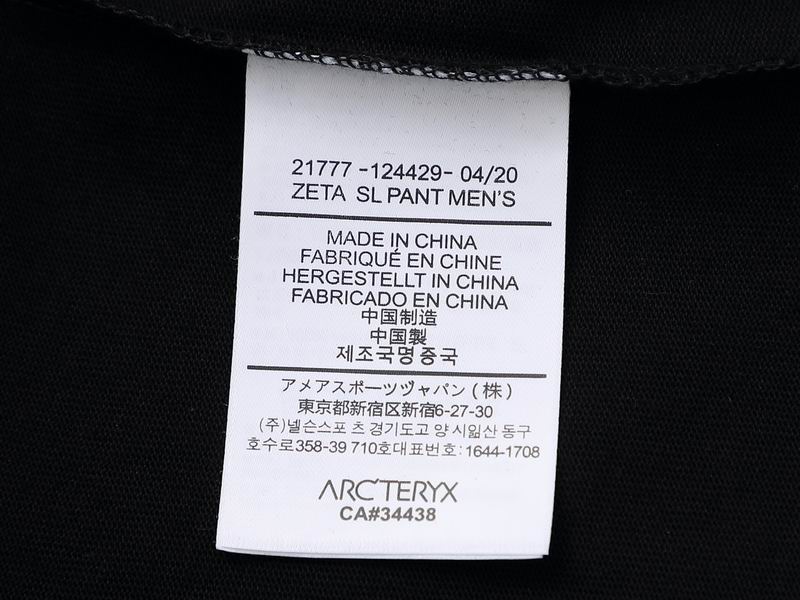 21777 -124429- 04/20
ZETA SL PANT MEN'S
MADE IN CHINA
FABRIQUÉ EN CHINE
HERGESTELLT IN CHINA
FABRICADO EN CHINA
中国制造
中国製
제조국명 중국
アメアスポーツヅャパン (株)
東京都新宿区新宿6-27-30
(주)넬슨스포 츠 경기도고 양 시일산 동구
호수로358-39 710호대표번호: 1644-1708
ARC'TERYX
CA#34438